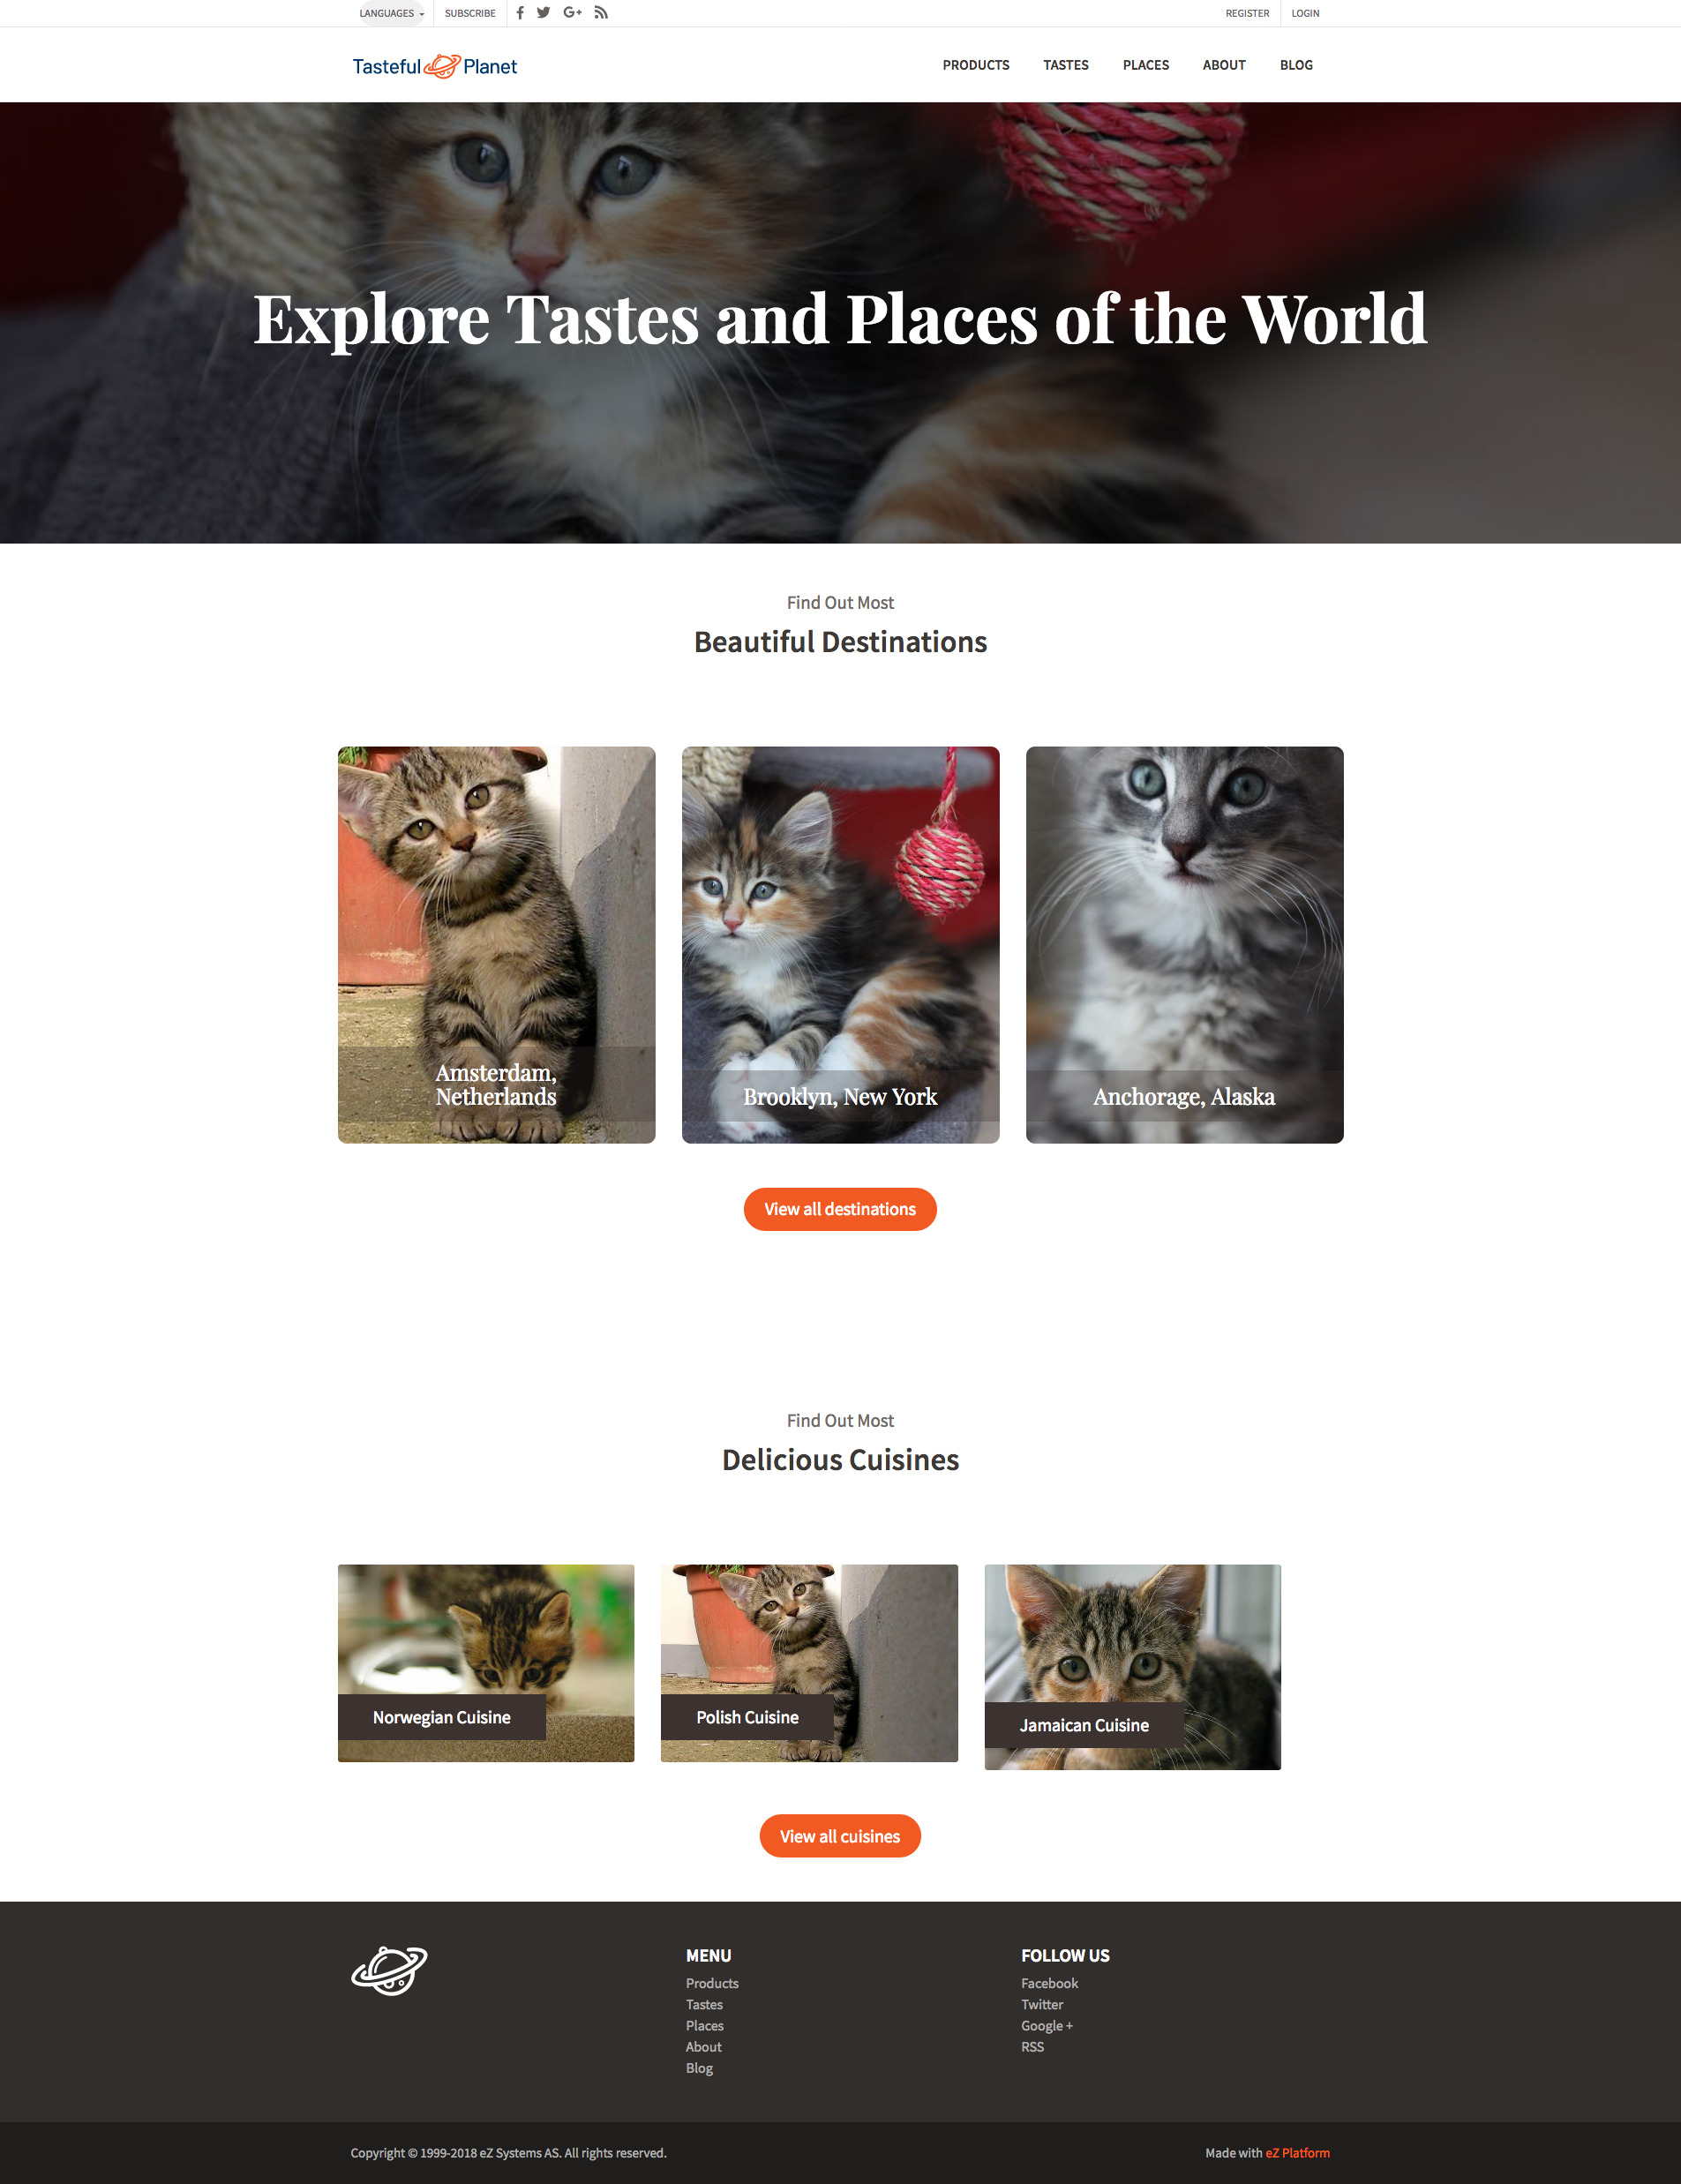 LANGUAGES SUBSCRIBE G+ REGISTER LOGIN
Tasteful Planet PRODUCTS TASTES PLACES ABOUT BLOG
Explore Tastes and Places of the World
Find Out Most
Beautiful Destinations
Amsterdam,
Netherlands
Brooklyn, New York
Anchorage, Alaska
View all destinations
Find Out Most
Delicious Cuisines
Norwegian Cuisine
Polish Cuisine
Jamaican Cuisine
View all cuisines
MENU
Products
Tastes
Places
About
Blog
FOLLOW US
Facebook
Twitter
Google +
RSS
Copyright © 1999-2018 eZ Systems AS. All rights reserved.
Made with eZ Platform